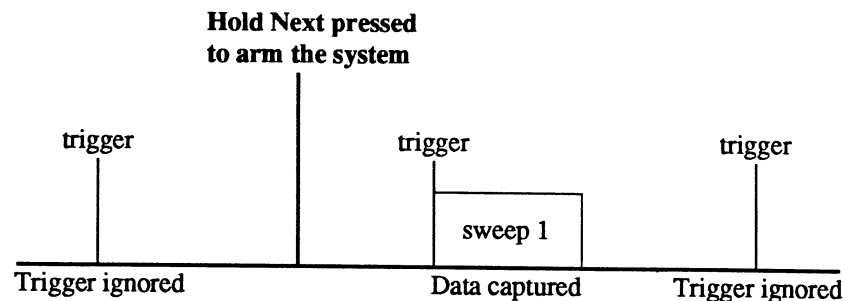 Hold Next pressed
to arm the system
trigger
trigger
trigger
sweep 1
Trigger ignored
Data captured
Trigger ignored